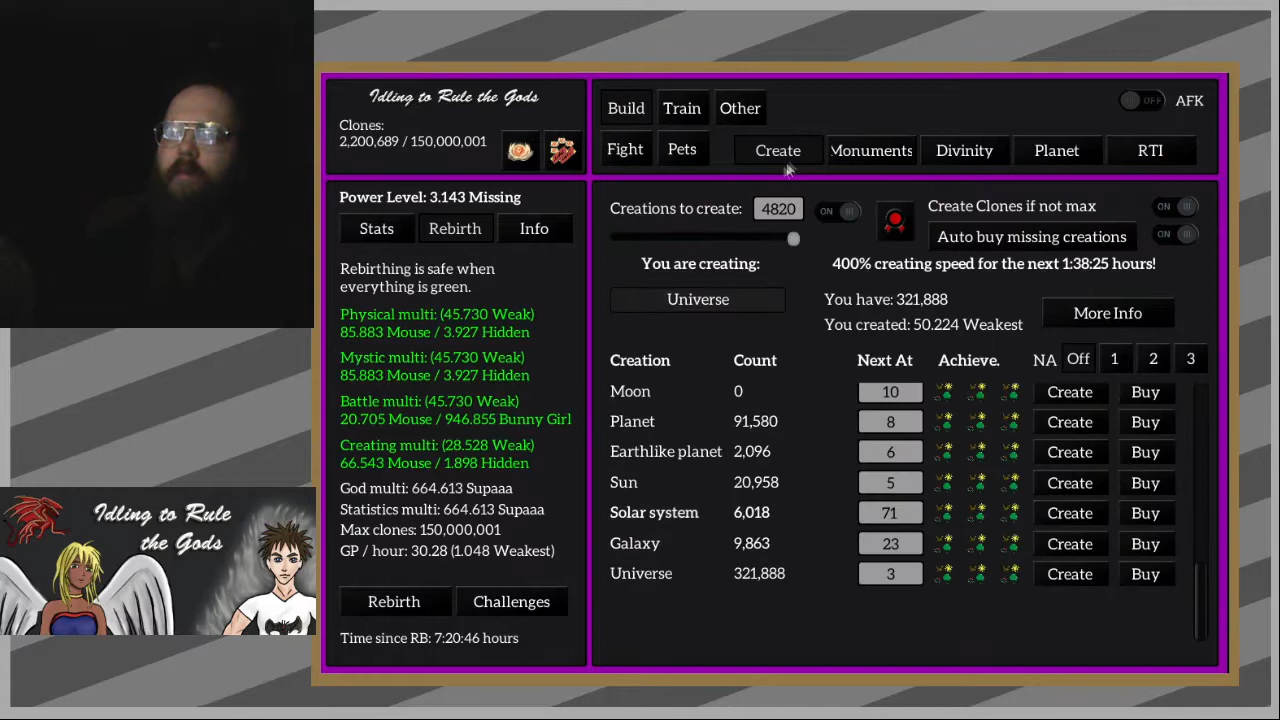 Idling to Rule the Gods
Clones:
2,200,689 / 150,000,001
Build
Train
Other
OFF
AFK
Fight
Pets
Create
Monuments
Divinity
Planet
RTI
Power Level: 3.143 Missing
Stats
Rebirth
Info
Rebirthing is safe when
everything is green.
Physical multi: (45.730 Weak)
85.883 Mouse / 3.927 Hidden
Mystic multi: (45.730 Weak)
85.883 Mouse / 3.927 Hidden
Battle multi: (45.730 Weak)
20.705 Mouse / 946.855 Bunny Girl
Creating multi: (28.528 Weak)
66.543 Mouse / 1.898 Hidden
God multi: 664.613 Supaaa
Statistics multi: 664.613 Supaaa
Max clones: 150,000,001
GP / hour: 30.28 (1.048 Weakest)
Rebirth
Challenges
Time since RB: 7:20:46 hours
Creations to create:
4820
ON
Create Clones if not max
ON
Auto buy missing creations
ON
You are creating:
400% creating speed for the next 1:38:25 hours!
Universe
You have: 321,888
You created: 50.224 Weakest
More Info
Creation Count Next At Achieve. NA Off 1 2 3
Moon 0 10 Create Buy
Planet 91,580 8 Create Buy
Earthlike planet 2,096 6 Create Buy
Sun 20,958 5 Create Buy
Solar system 6,018 71 Create Buy
Galaxy 9,863 23 Create Buy
Universe 321,888 3 Create Buy
Idling to Rule
the Gods